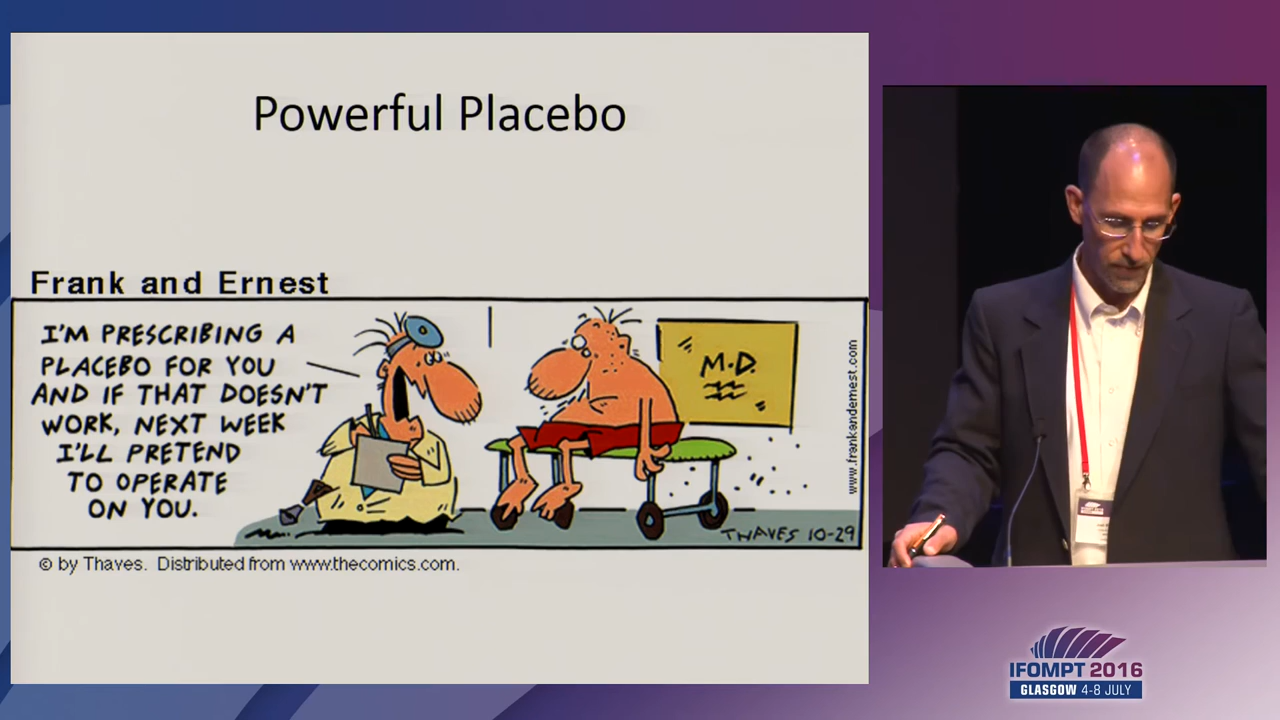 Powerful Placebo
Frank and Ernest
I'M PRESCRIBING A
PLACEBO FOR YOU
AND IF THAT DOESN'T
WORK, NEXT WEEK
I'LL PRETEND
TO OPERATE
ON YOU.
M.D.
www.frankandernest.com
THAVES 10-29
© by Thaves. Distributed from www.thecomics.com.
IFOMPT 2016
IFOMPT 2016
GLASGOW 4-8 JULY